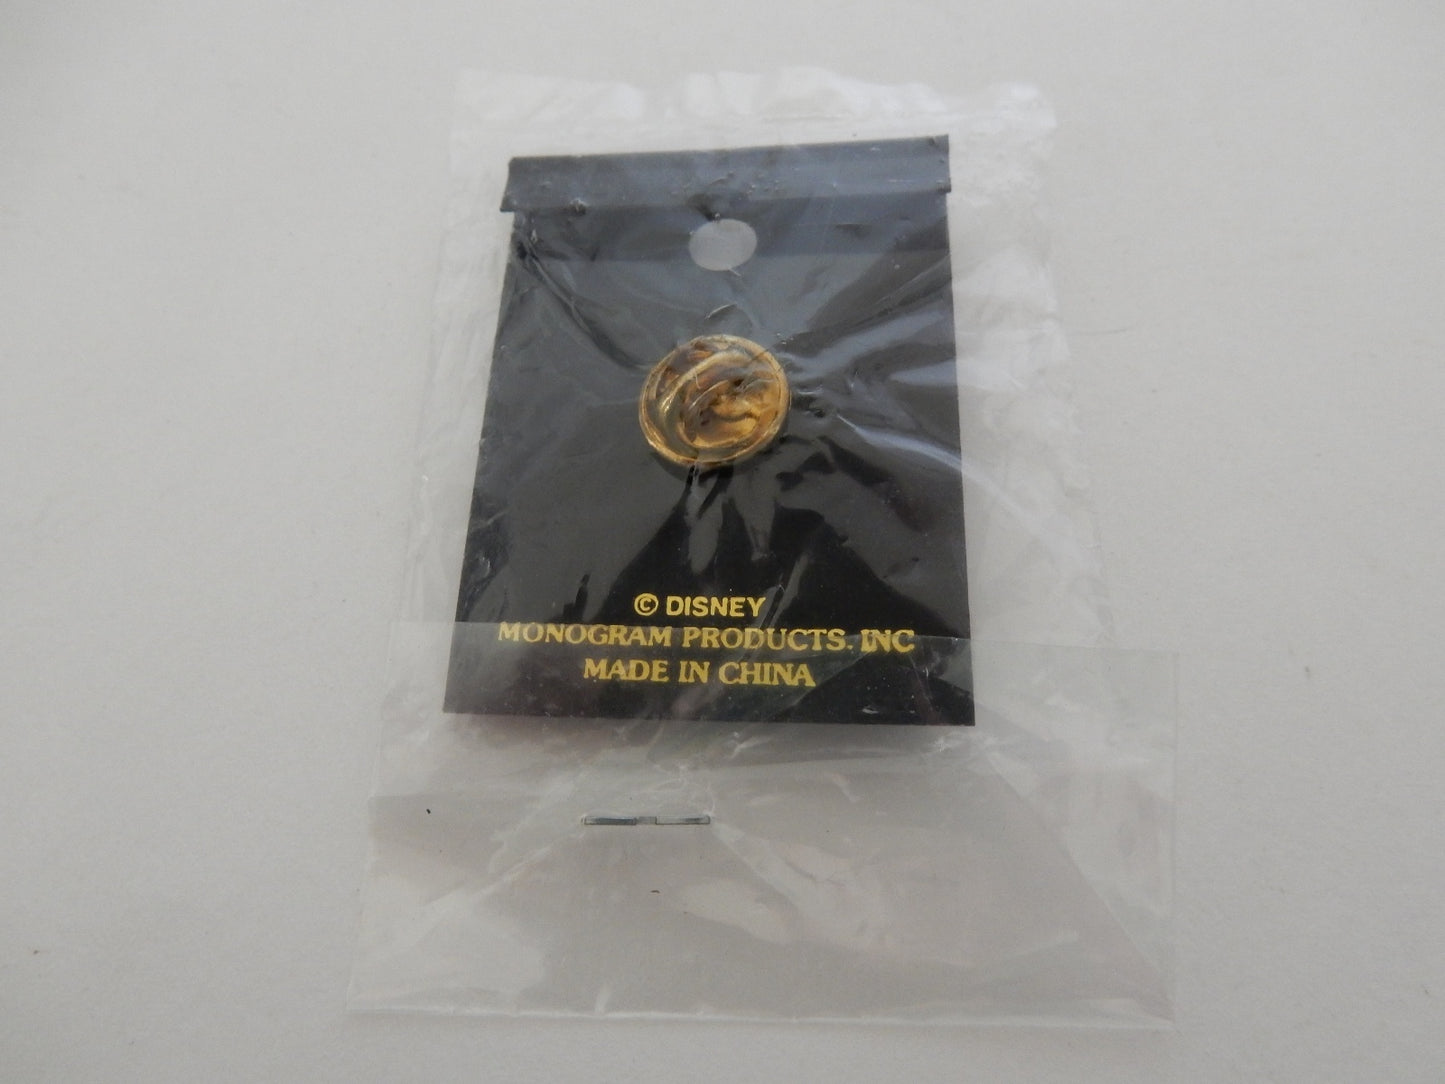 © DISNEY
MONOGRAM PRODUCTS. INC
MADE IN CHINA